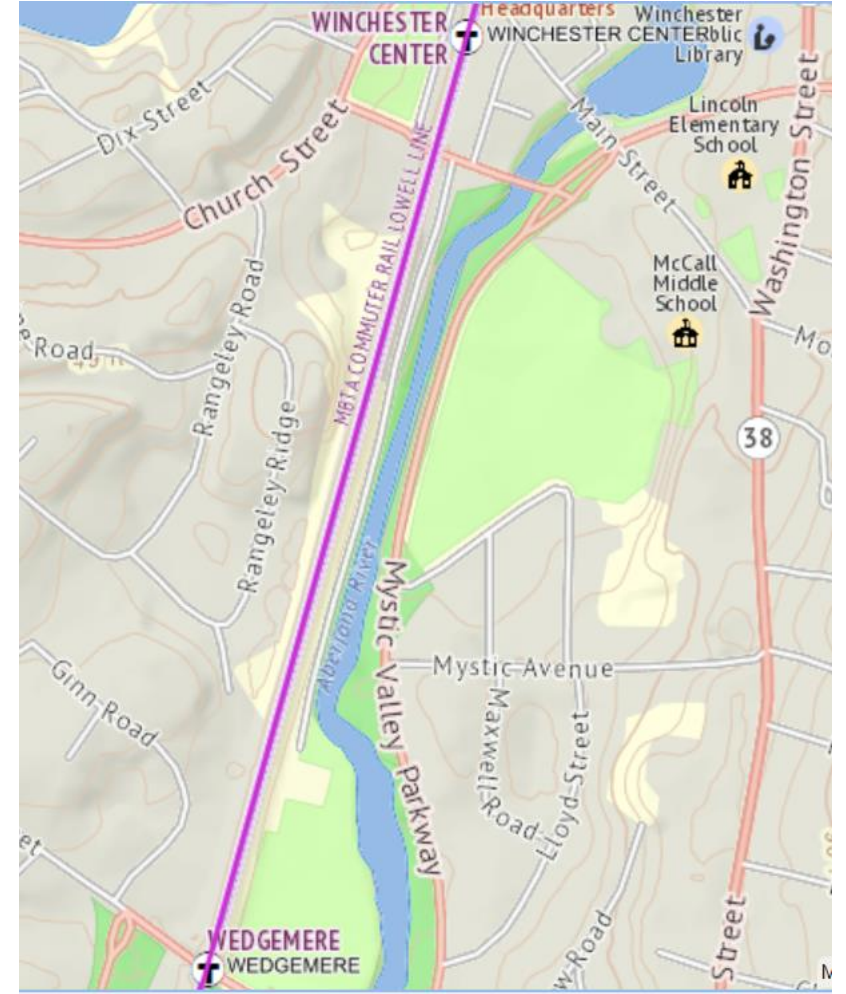 Headquarters
WINCHESTER
CENTER
WINCHESTER CENTER
blic
Winchester
Library
Lincoln
Elementary
School
Dix Street
Main Street
Church Street
Washington Street
MBTA COMMUTER RAIL LOWELL LINE
McCall
Middle
School
Mo
Rangeley Road
e Road
38
Rangeley Ridge
Aberjona River
Mystic Valley Parkway
Mystic Avenue
Ginn Road
Maxwell Road
Lloyd Street
et
w Road
Street
WEDGEMERE
WEDGEMERE
M